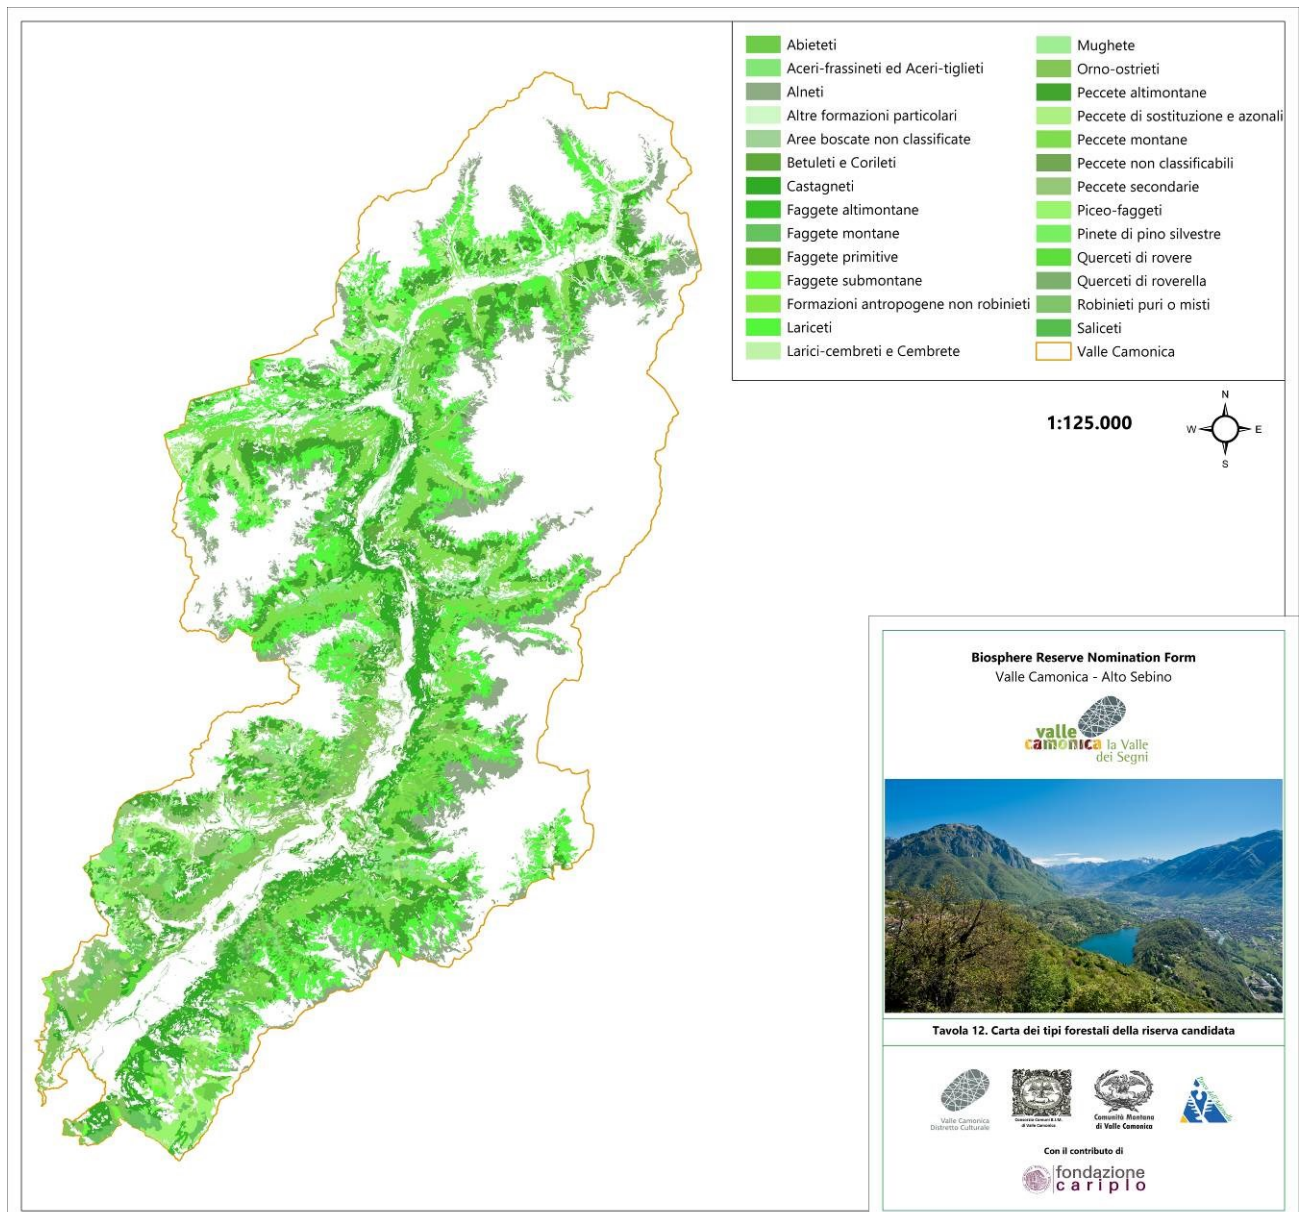 Abieteti
Aceri-frassineti ed Aceri-tiglieti
Alneti
Altre formazioni particolari
Aree boscate non classificate
Betuleti e Corileti
Castagneti
Faggete altimontane
Faggete montane
Faggete primitive
Faggete submontane
Formazioni antropogene non robinieti
Lariceti
Larici-cembreti e Cembrete
Mughete
Orno-ostrieti
Peccete altimontane
Peccete di sostituzione e azonali
Peccete montane
Peccete non classificabili
Peccete secondarie
Piceo-faggeti
Pinete di pino silvestre
Querceti di rovere
Querceti di roverella
Robinieti puri o misti
Saliceti
Valle Camonica
1:125.000
N
W E
S
Biosphere Reserve Nomination Form
Valle Camonica - Alto Sebino
valle
camonica la Valle
dei Segni
Tavola 12. Carta dei tipi forestali della riserva candidata
Valle Camonica
Distretto Culturale
Consorzio Comuni B.I.M.
di Valle Camonica
Comunità Montana
di Valle Camonica
Con il contributo di
fondazione
cariplo